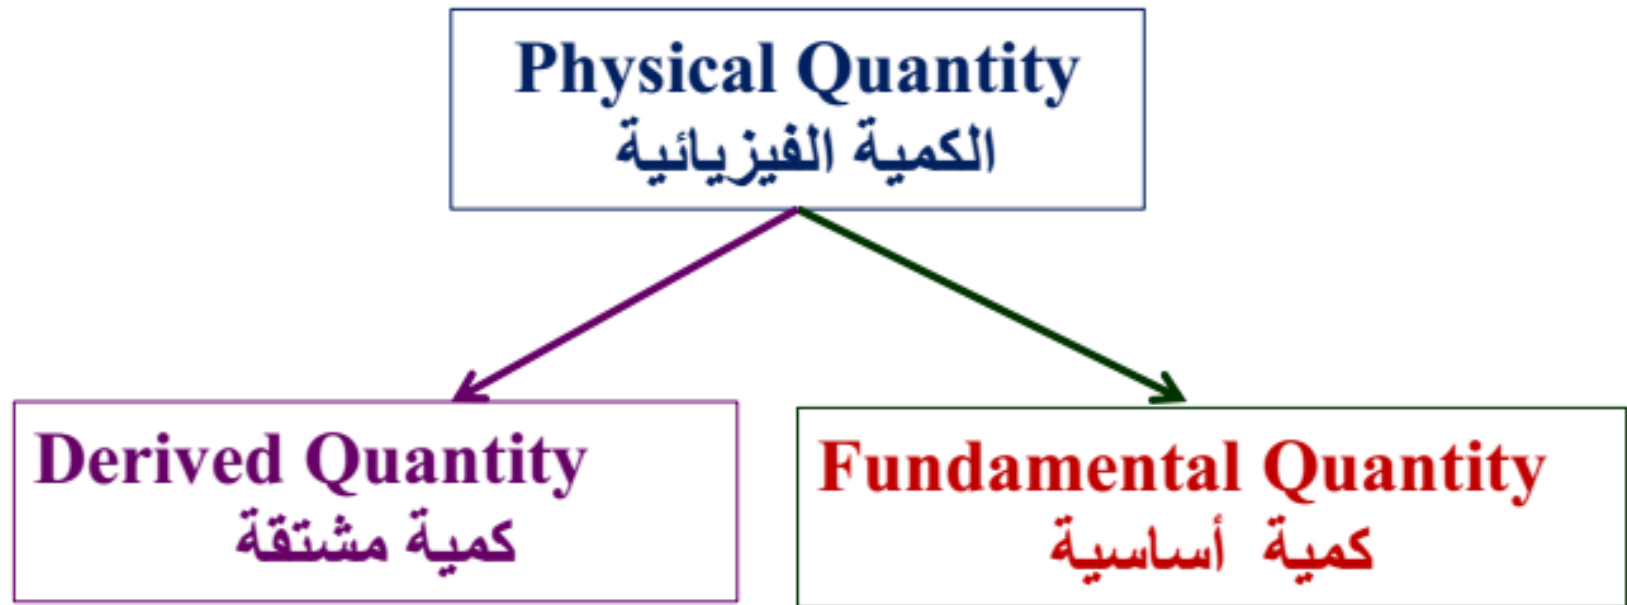 Physical Quantity
الكمية الفيزيائية
Derived Quantity
كمية مشتقة
Fundamental Quantity
كمية أساسية